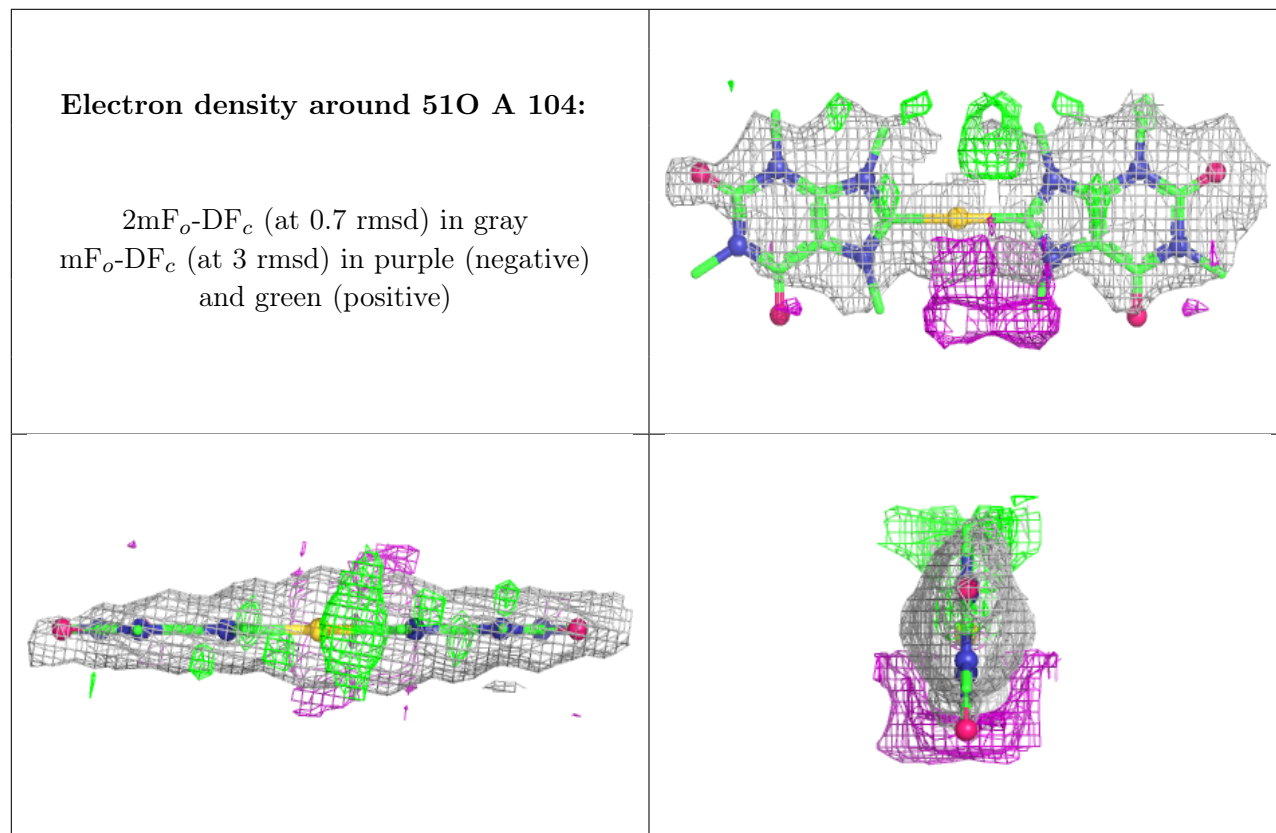 Electron density around 51O A 104:
2mFo-DFc (at 0.7 rmsd) in gray
mFo-DFc (at 3 rmsd) in purple (negative)
and green (positive)